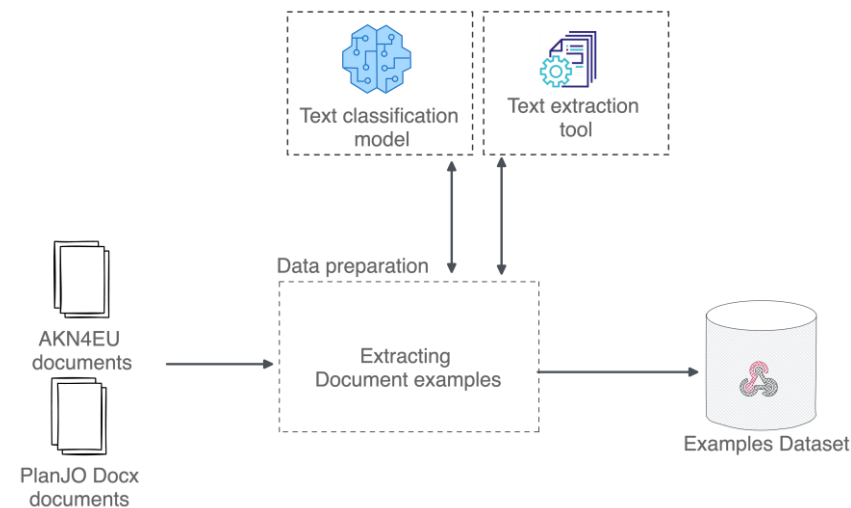 Text classification
model
Text extraction
tool
Data preparation
AKN4EU
documents
Extracting
Document examples
PlanJO Docx
documents
Examples Dataset